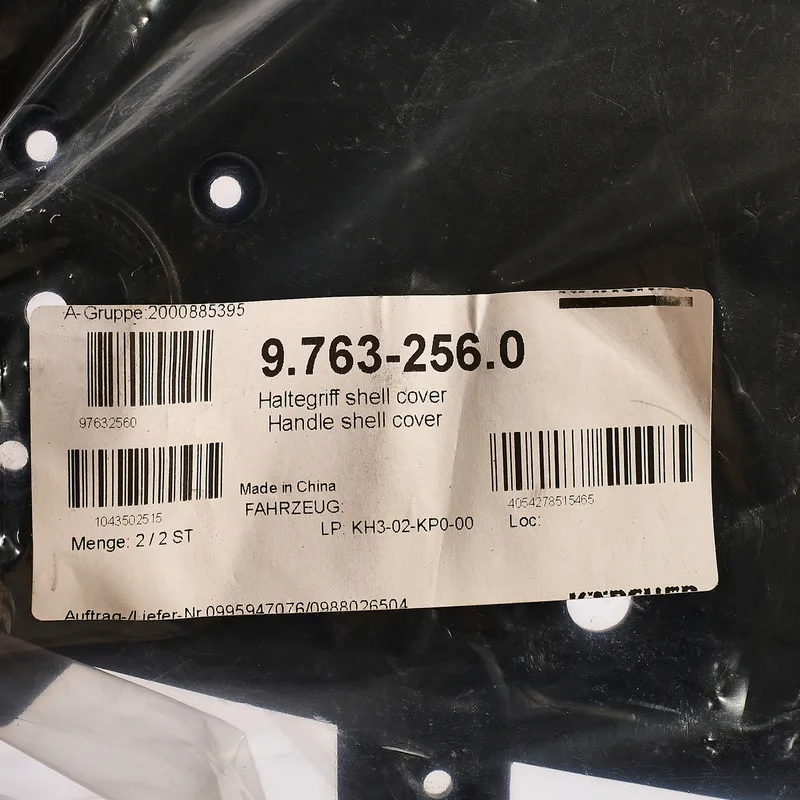 A-Gruppe:2000885395
9.763-256.0
97632560
Haltegriff shell cover
Handle shell cover
1043502515
Menge: 2 / 2 ST
Made in China
FAHRZEUG:
LP: KH3-02-KP0-00
4054278515465
Loc:
Auftrag-/Liefer-Nr.0995947076/0988026504